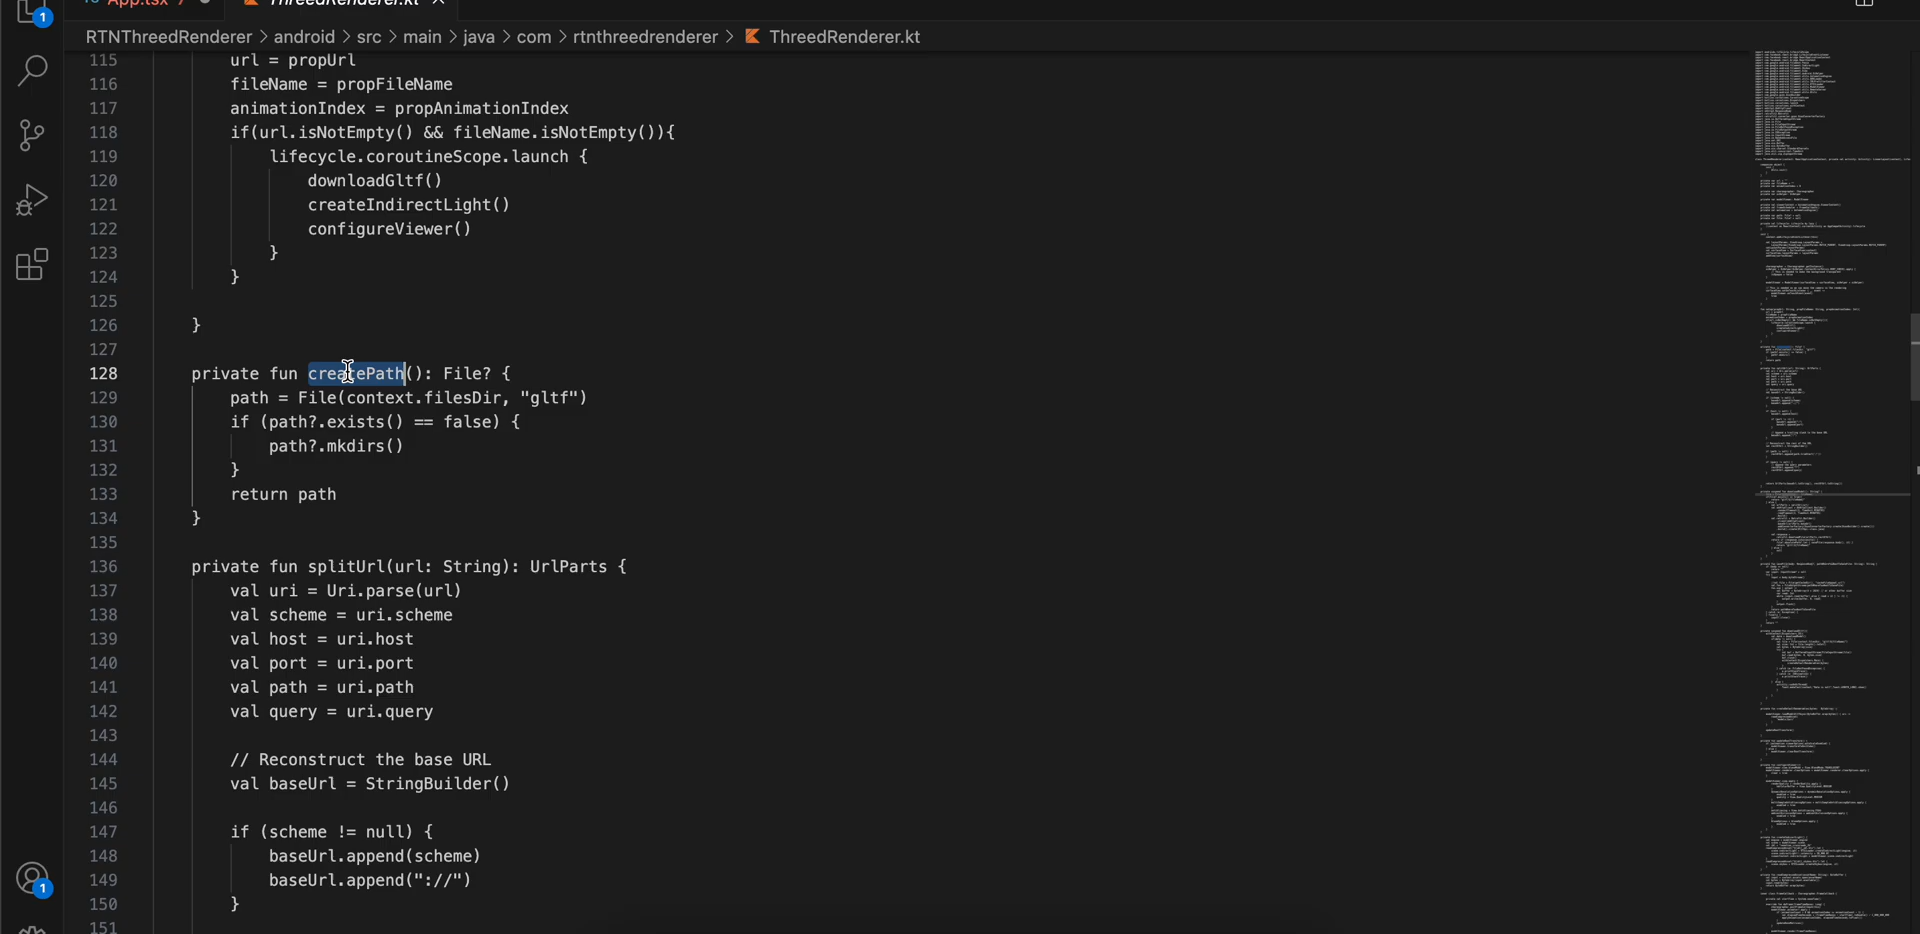 1
App.tsx 7
ThreedRenderer.kt
RTNThreedRenderer > android > src > main > java > com > rtnthreedrenderer > ThreedRenderer.kt
115 url = propUrl
116 fileName = propFileName
117 animationIndex = propAnimationIndex
118 if(url.isNotEmpty() && fileName.isNotEmpty()){
119 lifecycle.coroutineScope.launch {
120 downloadGltf()
121 createIndirectLight()
122 configureViewer()
123 }
124 }
125
126 }
127
128 private fun createPath(): File? {
129 path = File(context.filesDir, "gltf")
130 if (path?.exists() == false) {
131 path?.mkdirs()
132 }
133 return path
134 }
135
136 private fun splitUrl(url: String): UrlParts {
137 val uri = Uri.parse(url)
138 val scheme = uri.scheme
139 val host = uri.host
140 val port = uri.port
141 val path = uri.path
142 val query = uri.query
143
144 // Reconstruct the base URL
145 val baseUrl = StringBuilder()
146
147 if (scheme != null) {
148 baseUrl.append(scheme)
149 baseUrl.append("://")
150 }
151
1